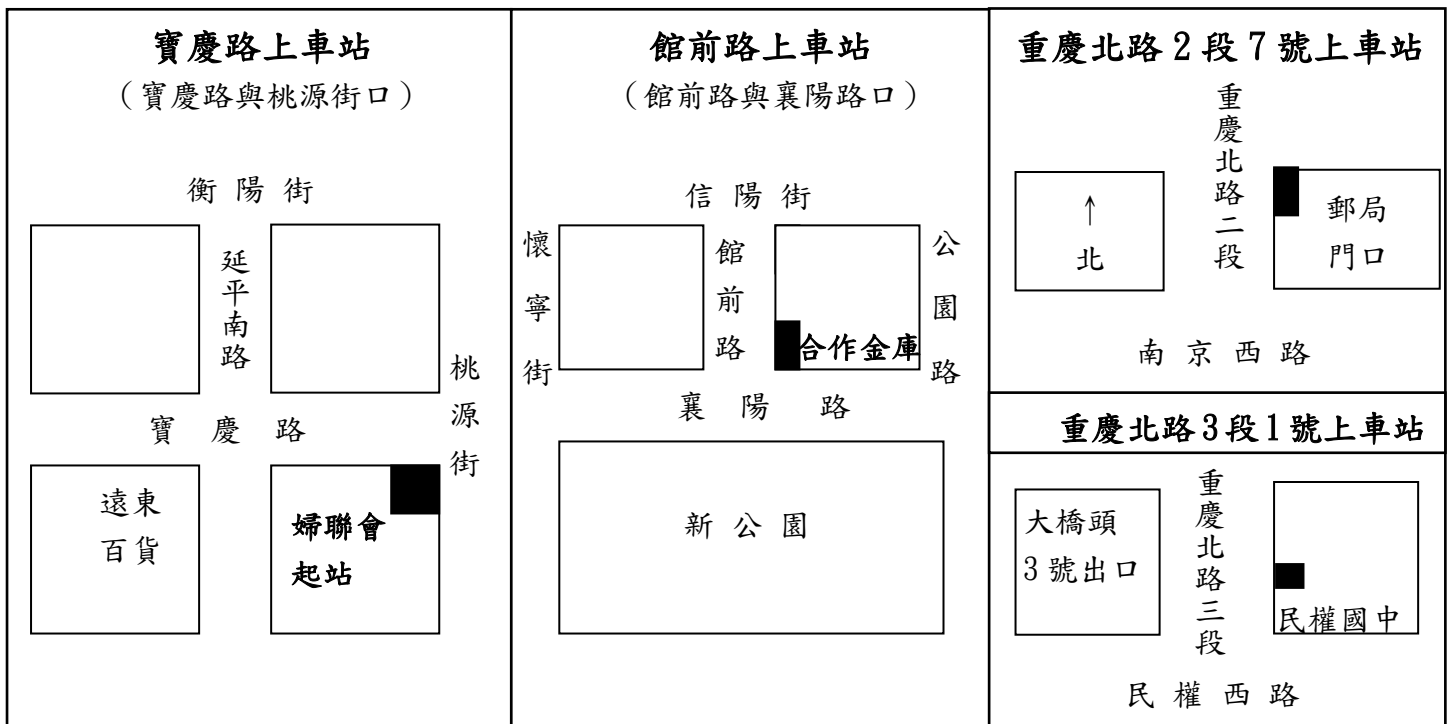 寶慶路上車站
(寶慶路與桃源街口)
衡陽街
延平南路
桃源街
寶慶路
遠東
百貨
婦聯會
起站
館前路上車站
(館前路與襄陽路口)
信陽街
懷寧街
館前路
公園路
合作金庫
襄陽路
新公園
重慶北路2段7號上車站
重慶北路二段
↑
北
郵局
門口
南京西路
重慶北路3段1號上車站
大橋頭
3號出口
重慶北路三段
民權國中
民權西路